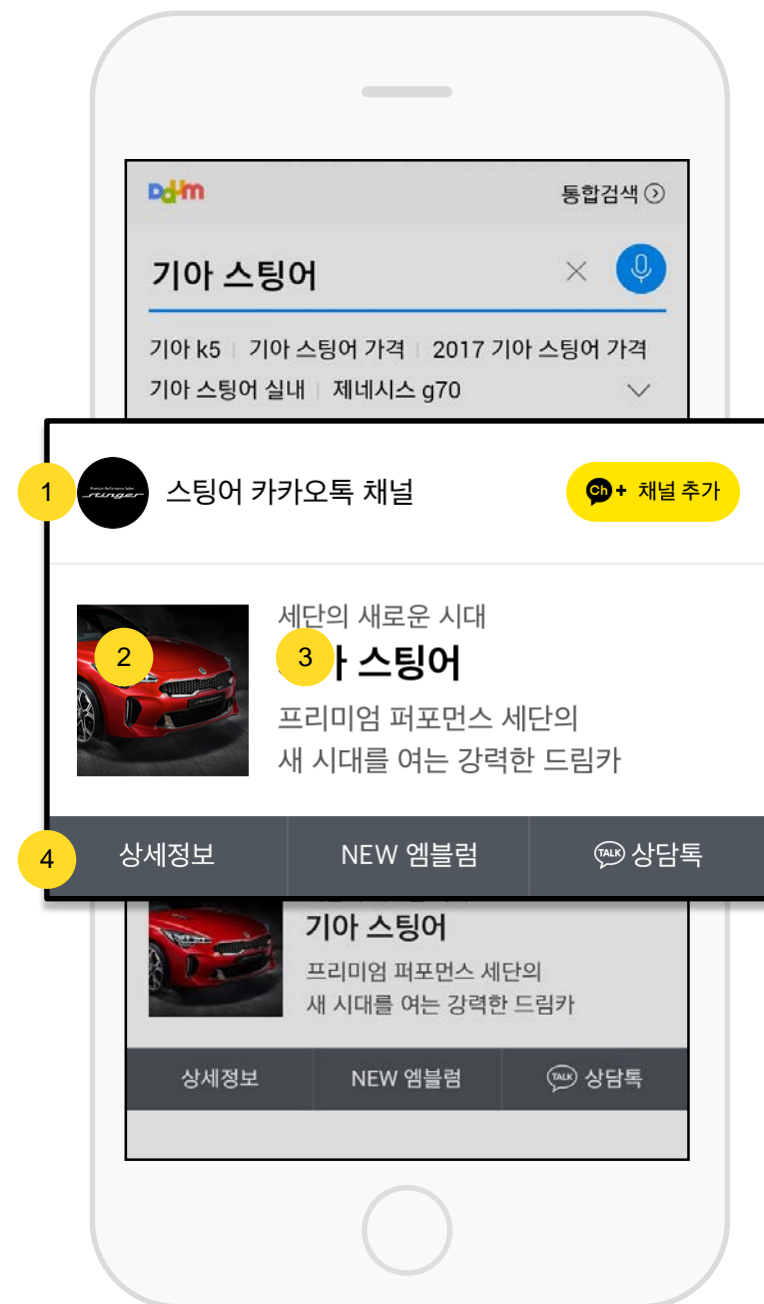 Daum
통합검색
기아 스팅어
기아 k5 | 기아 스팅어 가격 | 2017 기아 스팅어 가격
기아 스팅어 실내 | 제네시스 g70
1
stinger
스팅어 카카오톡 채널
Ch+ 채널 추가
2
세단의 새로운 시대
3
스팅어
프리미엄 퍼포먼스 세단의
새 시대를 여는 강력한 드림카
4
상세정보
NEW 엠블럼
TALK 상담톡
기아 스팅어
프리미엄 퍼포먼스 세단의
새 시대를 여는 강력한 드림카
상세정보
NEW 엠블럼
TALK 상담톡